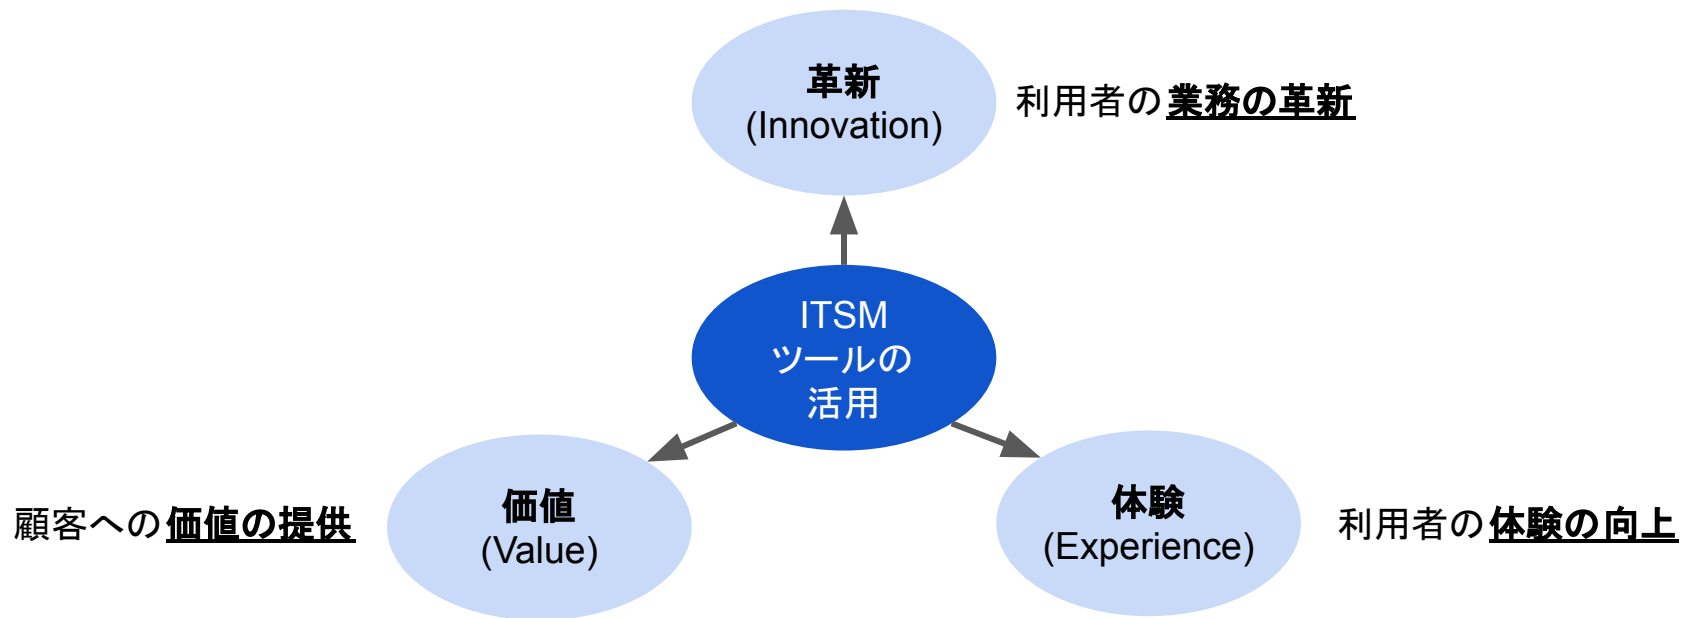 革新
(Innovation)
利用者の業務の革新
ITSM
ツールの
活用
顧客への価値の提供
価値
(Value)
体験
(Experience)
利用者の体験の向上